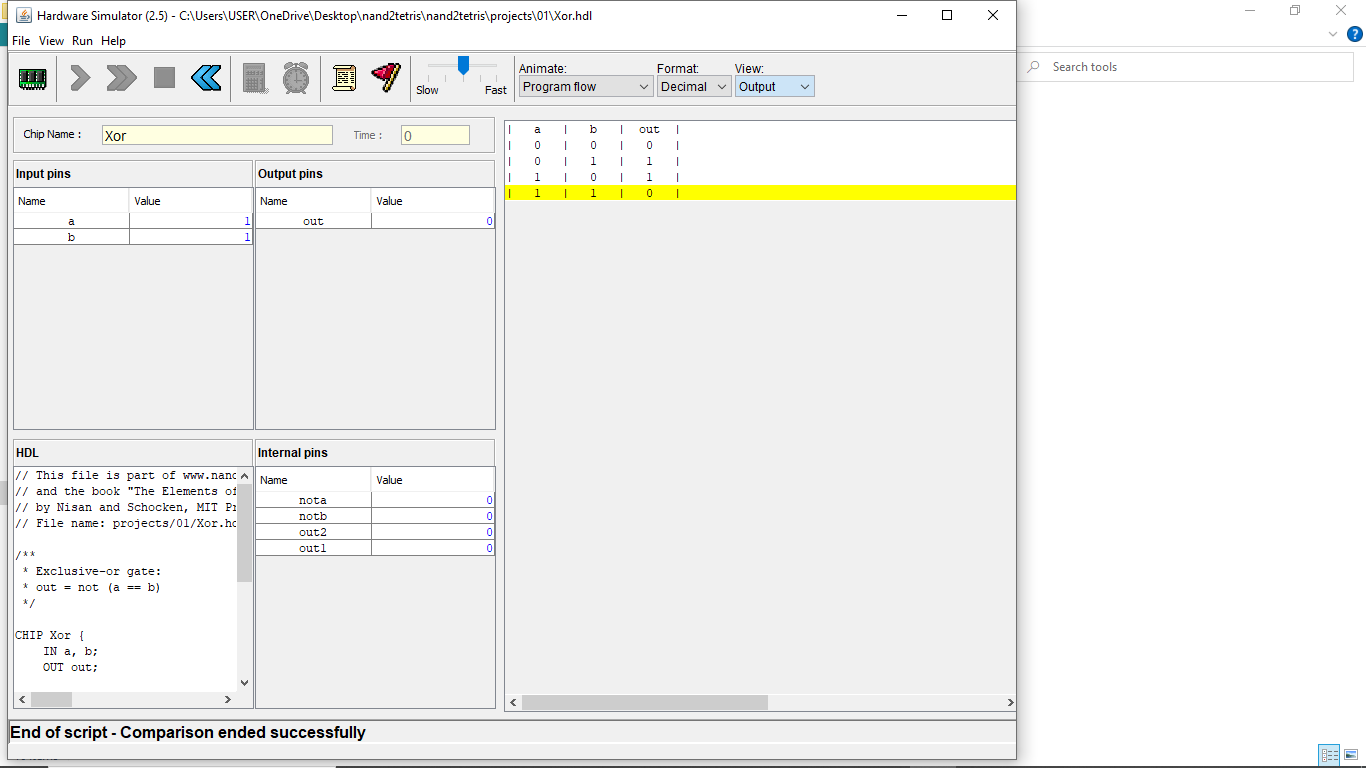 Hardware Simulator (2.5) - C:\Users\USER\OneDrive\Desktop\nand2tetris\nand2tetris\projects\01\Xor.hdl
File View Run Help
Slow Fast
Animate: Format: View:
Program flow Decimal Output
Search tools
Chip Name : Xor Time : 0
Input pins
Name Value
a 1
b 1
Output pins
Name Value
out 0
HDL
// This file is part of www.nand
// and the book "The Elements of
// by Nisan and Schocken, MIT Pr
// File name: projects/01/Xor.hd
/**
* Exclusive-or gate:
* out = not (a == b)
*/
CHIP Xor {
IN a, b;
OUT out;
Internal pins
Name Value
nota 0
notb 0
out2 0
out1 0
| a | b | out |
| 0 | 0 | 0 |
| 0 | 1 | 1 |
| 1 | 0 | 1 |
| 1 | 1 | 0 |
End of script - Comparison ended successfully